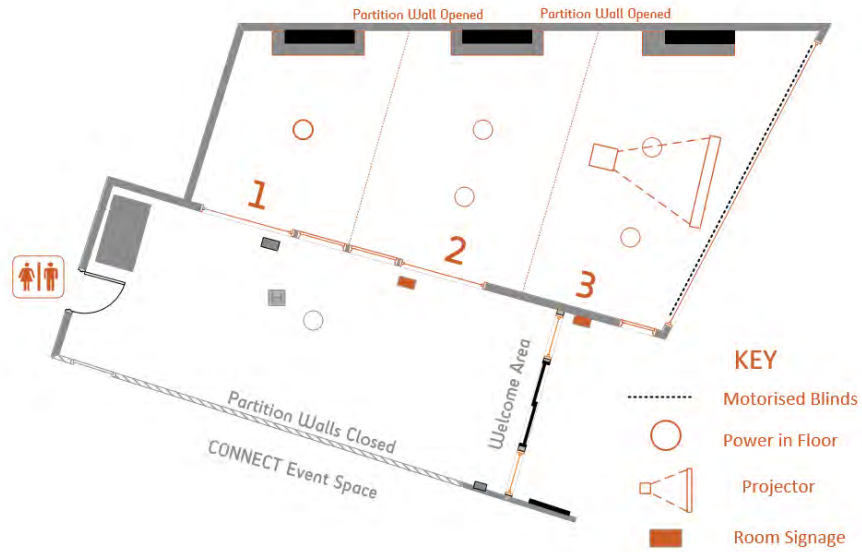 Partition Wall Opened
Partition Wall Opened
1
2
3
Welcome Area
Partition Walls Closed
CONNECT Event Space
KEY
Motorised Blinds
Power in Floor
Projector
Room Signage